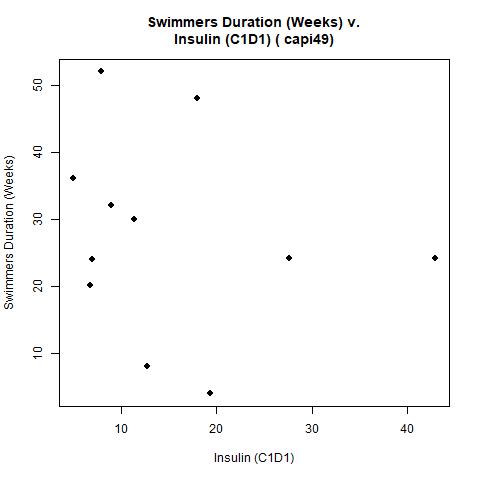 Swimmers Duration (Weeks) v.
Insulin (C1D1) ( capi49)
Swimmers Duration (Weeks)
50
40
30
20
10
10 20 30 40
Insulin (C1D1)